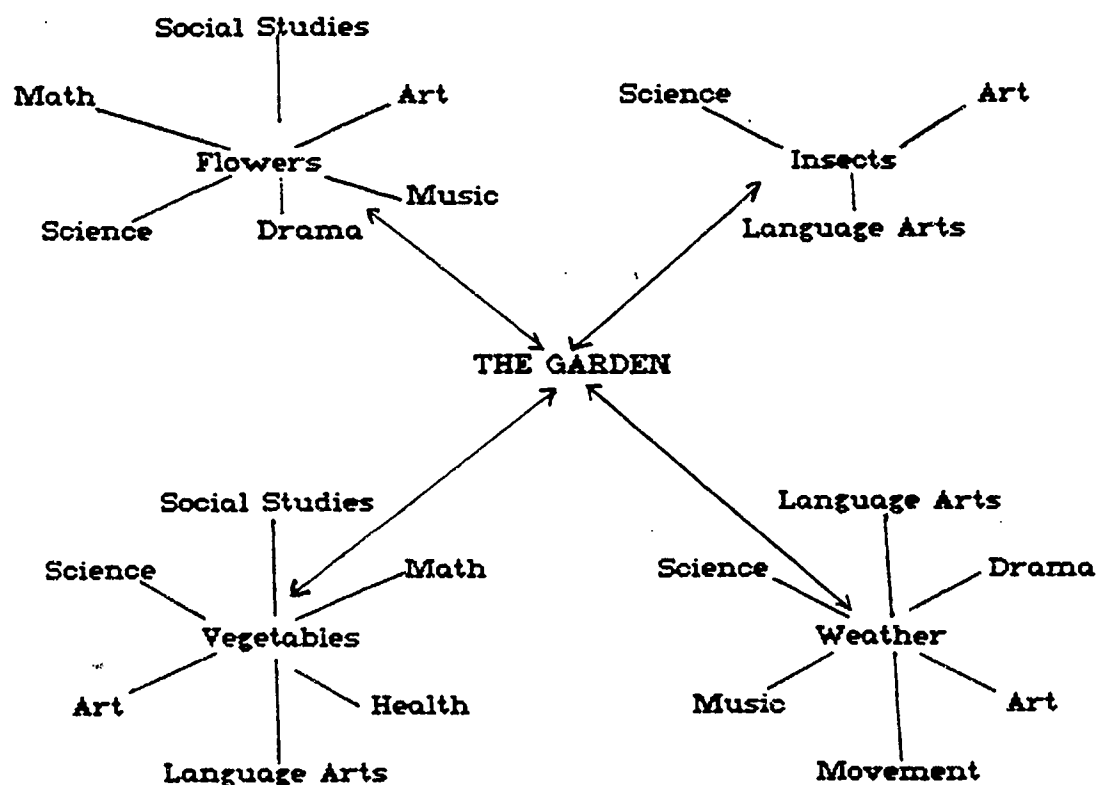 Social Studies
Math
Art
Flowers
Music
Science
Drama
Science
Art
Insects
Language Arts
THE GARDEN
Social Studies
Science
Math
Vegetables
Art
Health
Language Arts
Language Arts
Science
Drama
Weather
Music
Art
Movement